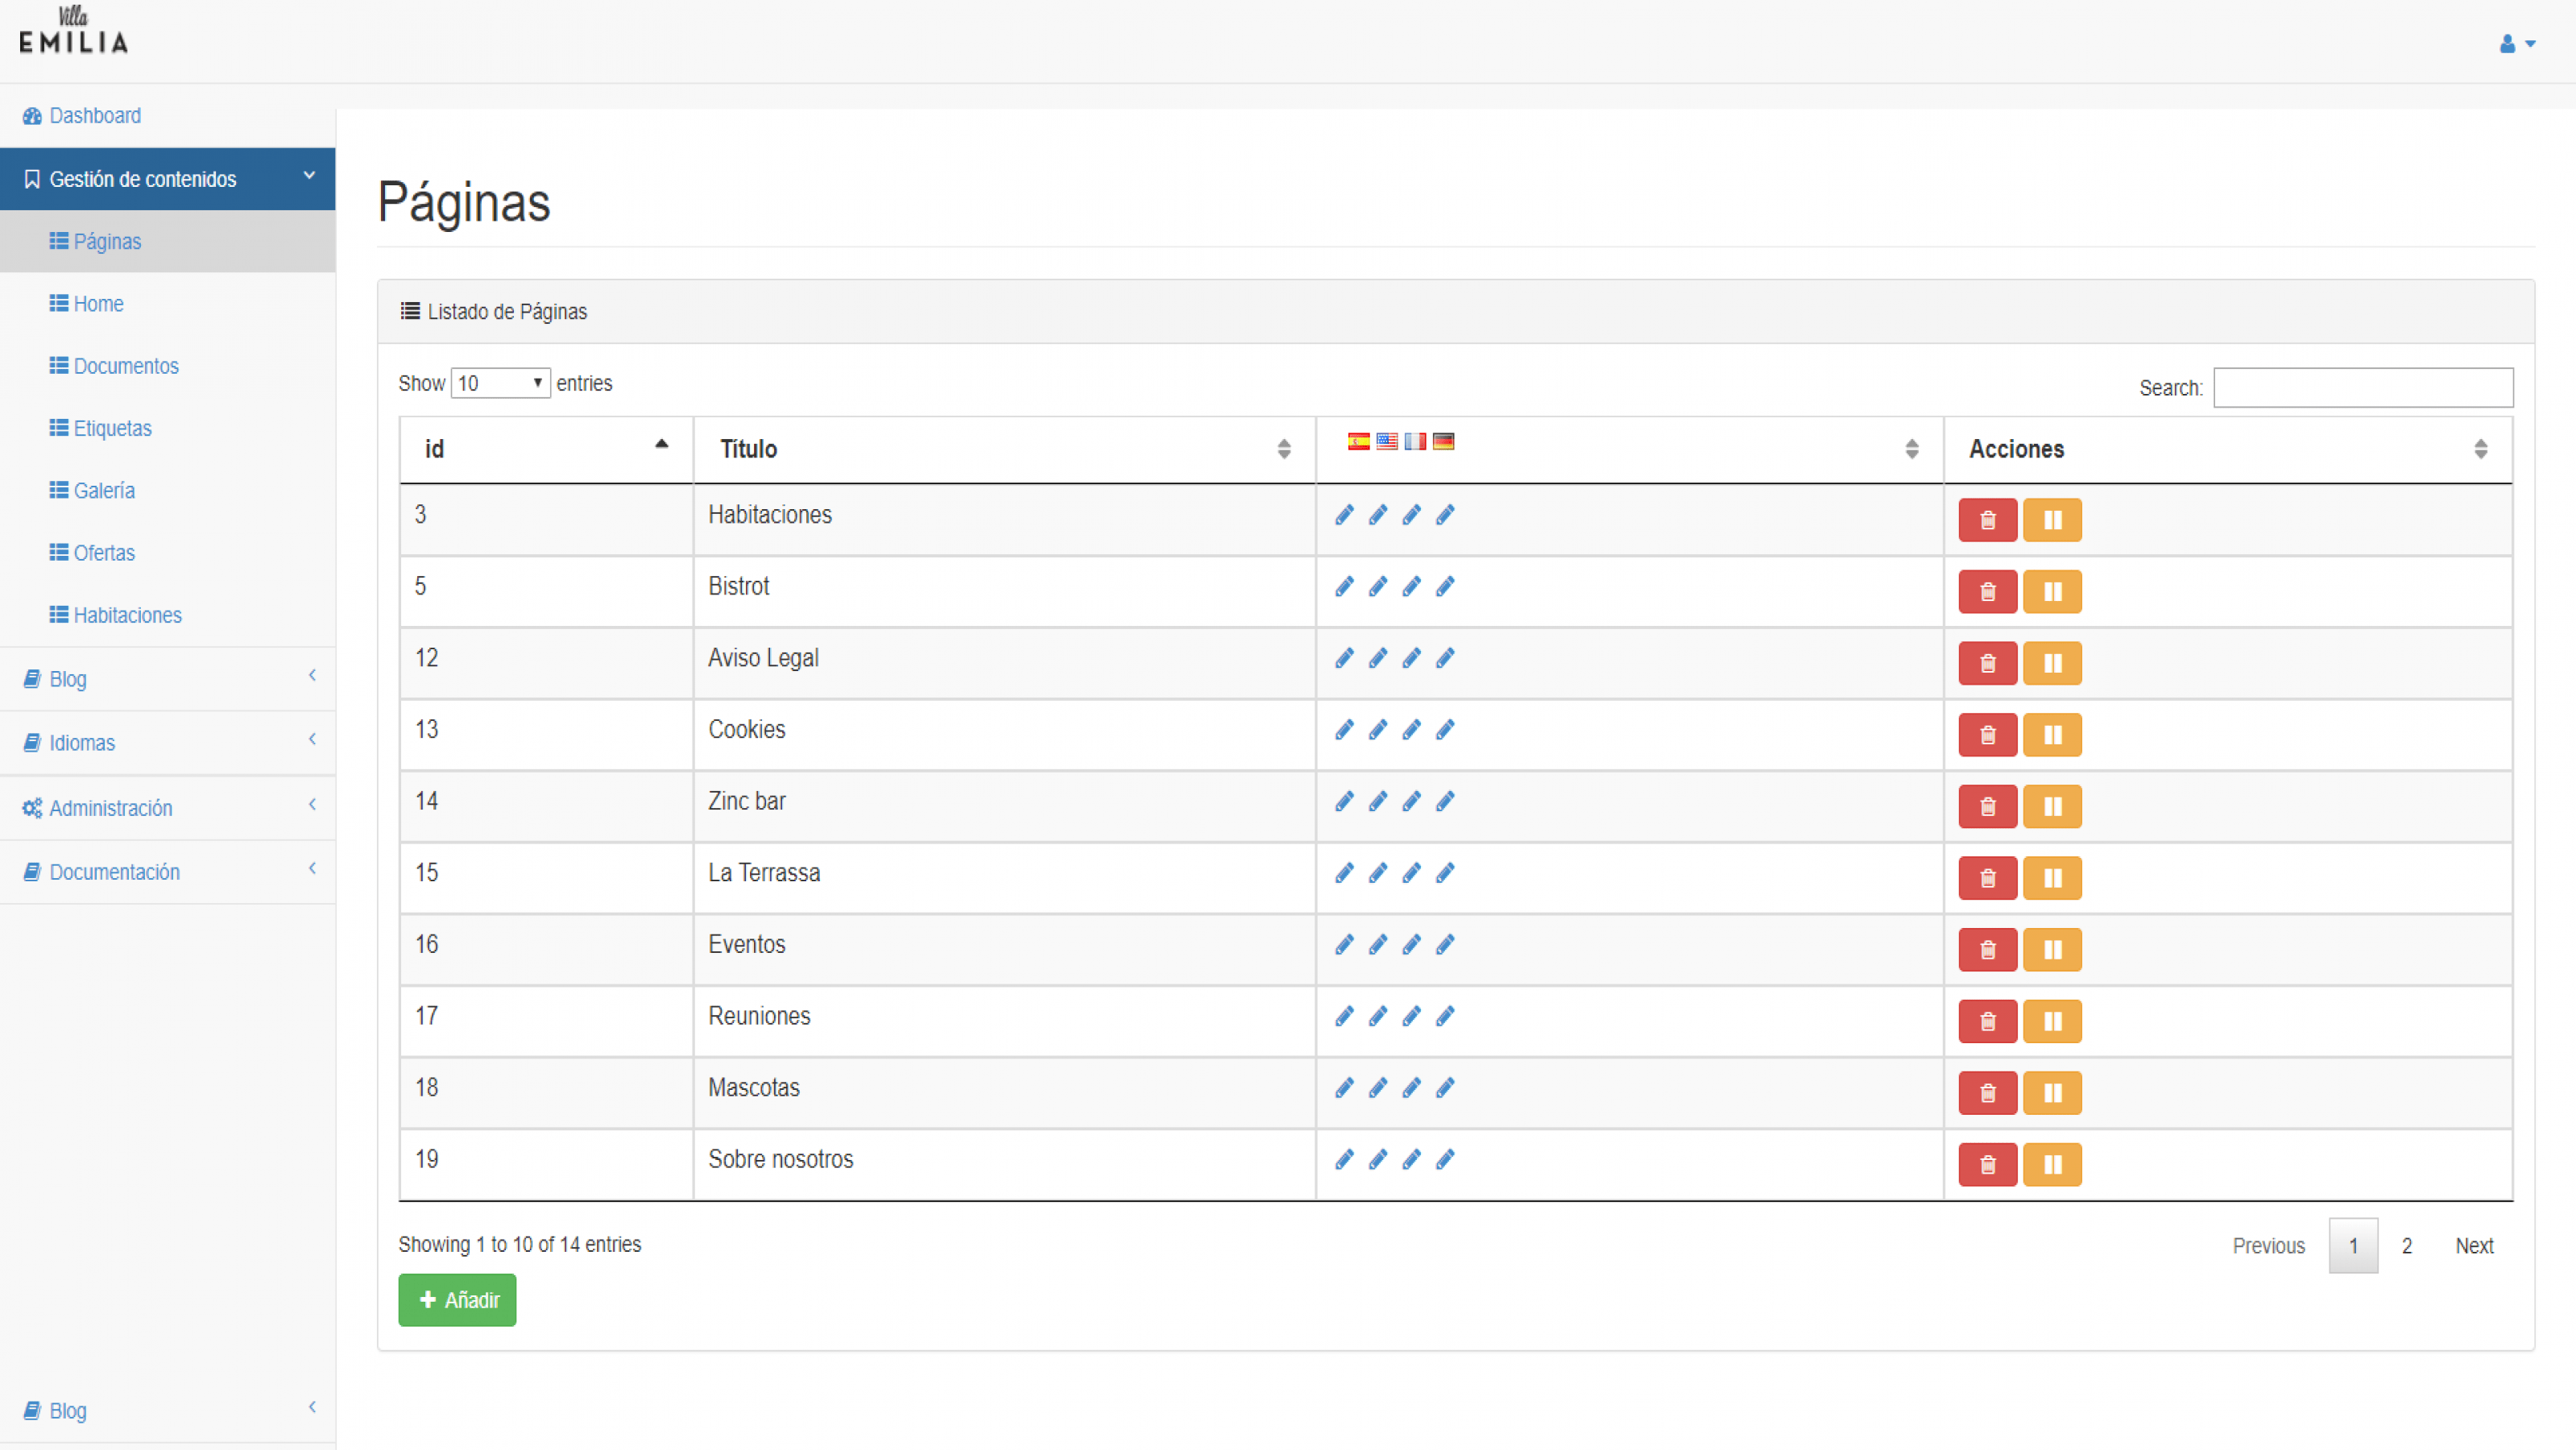 Villa
EMILIA
Dashboard
Gestión de contenidos
Páginas
Home
Documentos
Etiquetas
Galería
Ofertas
Habitaciones
Blog
Idiomas
Administración
Documentación
Blog
Páginas
Listado de Páginas
Show 10 entries
Search:
id Título Acciones
3 Habitaciones
5 Bistrot
12 Aviso Legal
13 Cookies
14 Zinc bar
15 La Terrassa
16 Eventos
17 Reuniones
18 Mascotas
19 Sobre nosotros
Showing 1 to 10 of 14 entries
Previous 1 2 Next
Añadir